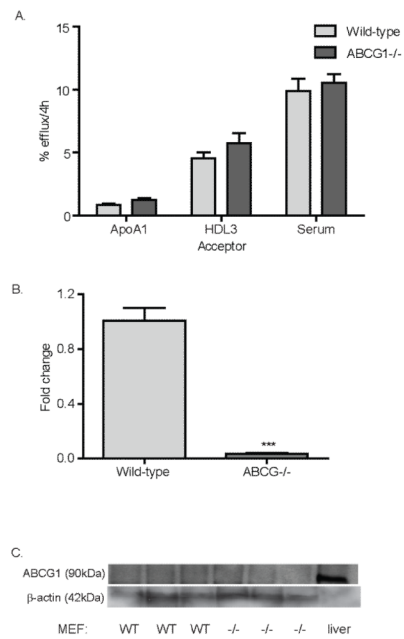 A.
Wild-type
ABCG1-/-
15
10
5
0
% efflux/4h
ApoA1 HDL3 Serum
Acceptor
B.
1.2
0.8
0.4
0.0
Fold change
***
Wild-type ABCG-/-
C.
ABCG1 (90kDa)
β-actin (42kDa)
MEF: WT WT WT -/- -/- -/- liver